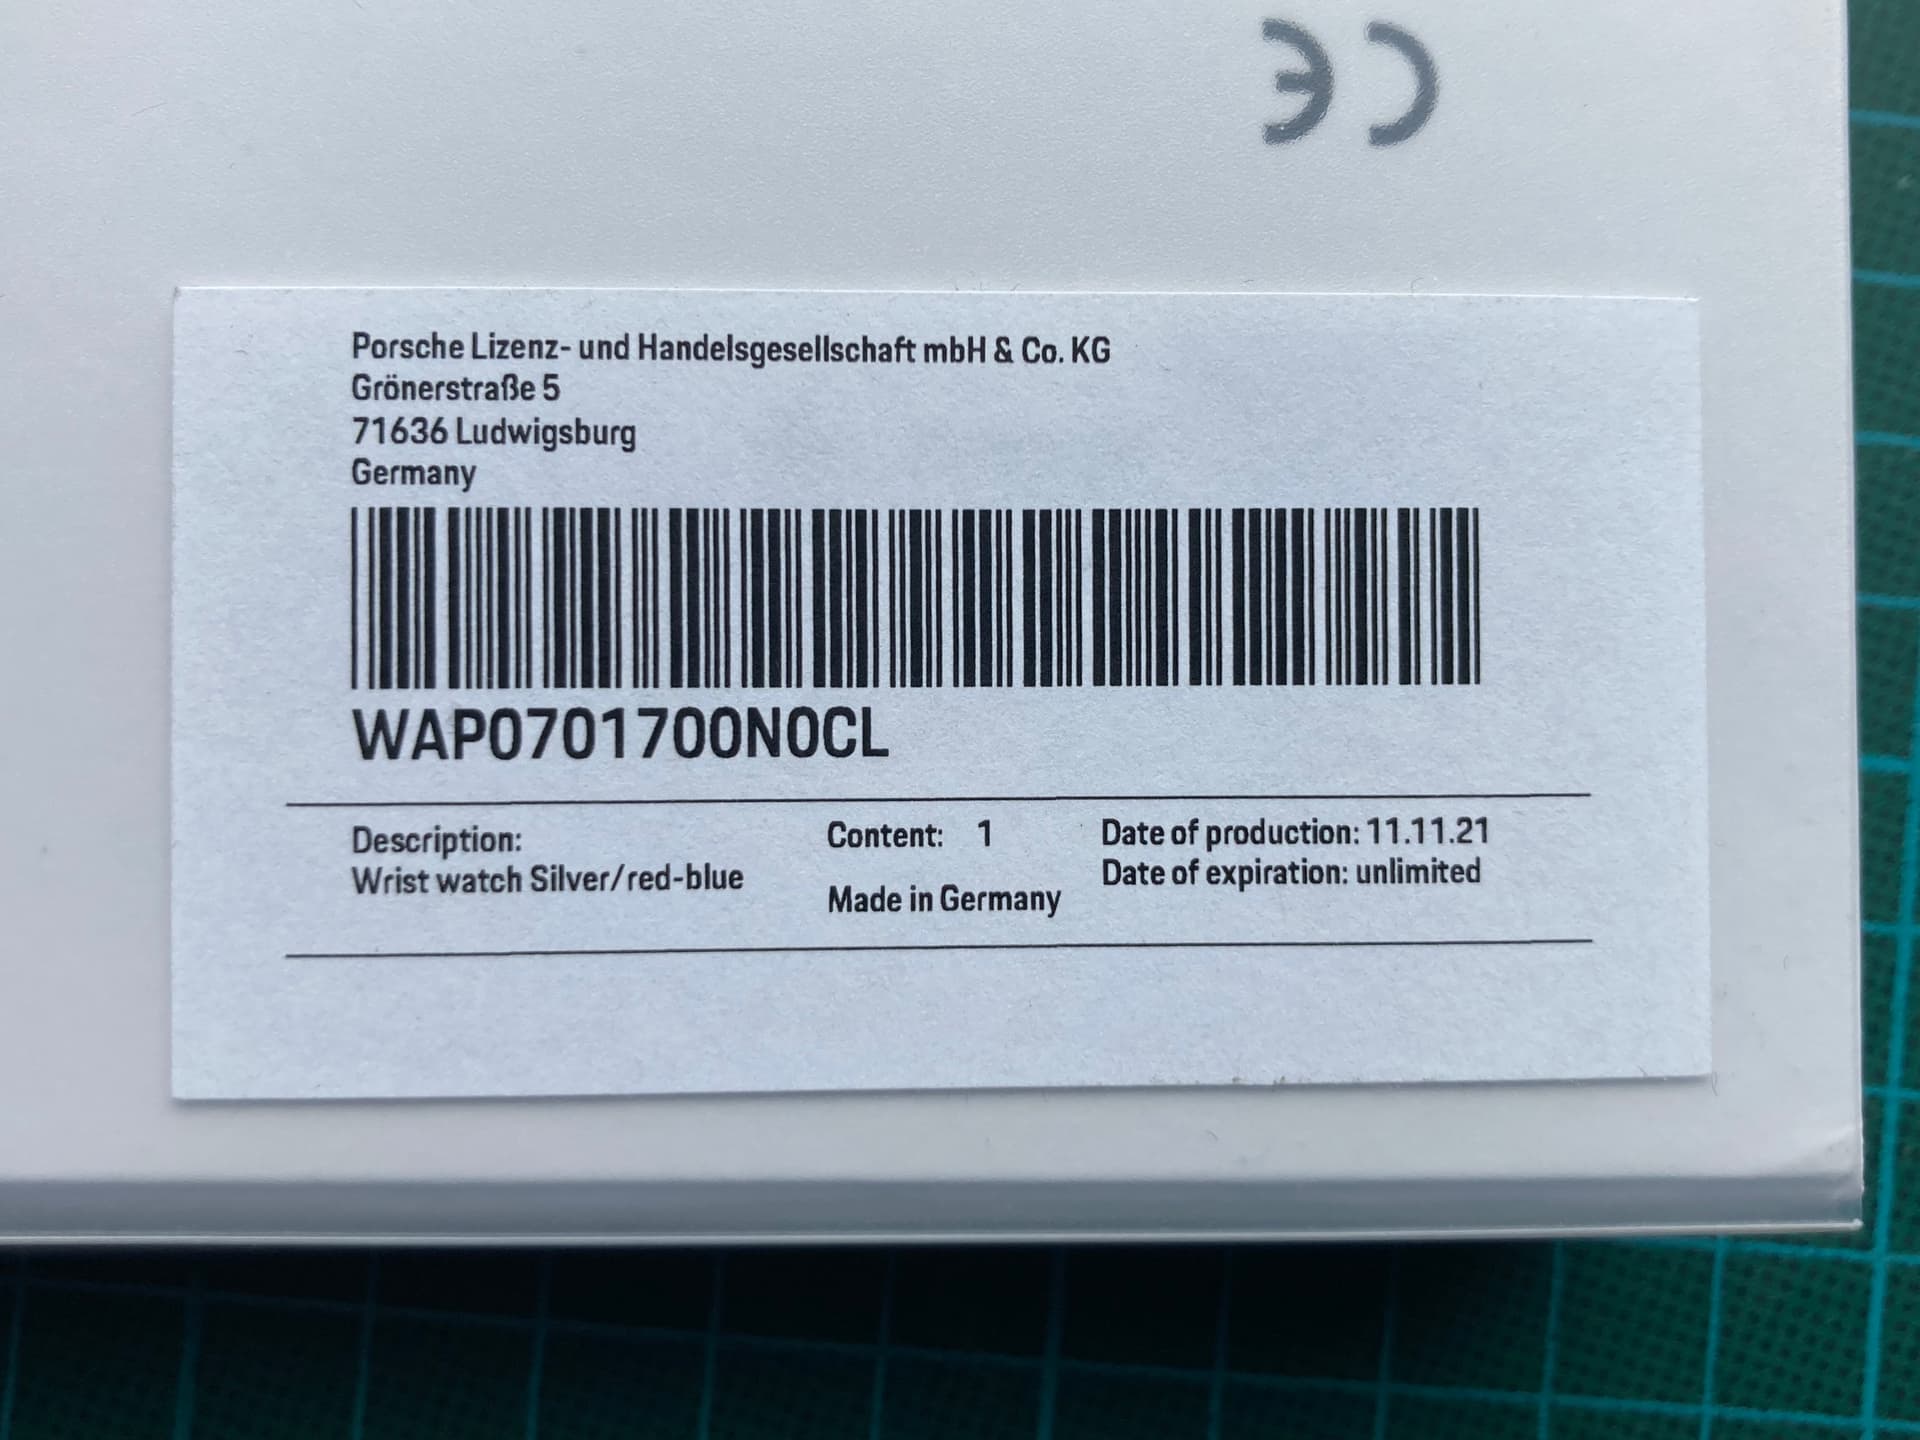 CE
Porsche Lizenz- und Handelsgesellschaft mbH & Co. KG
Grönerstraße 5
71636 Ludwigsburg
Germany
WAP0701700N0CL
Description:
Wrist watch Silver/red-blue
Content: 1
Made in Germany
Date of production: 11.11.21
Date of expiration: unlimited